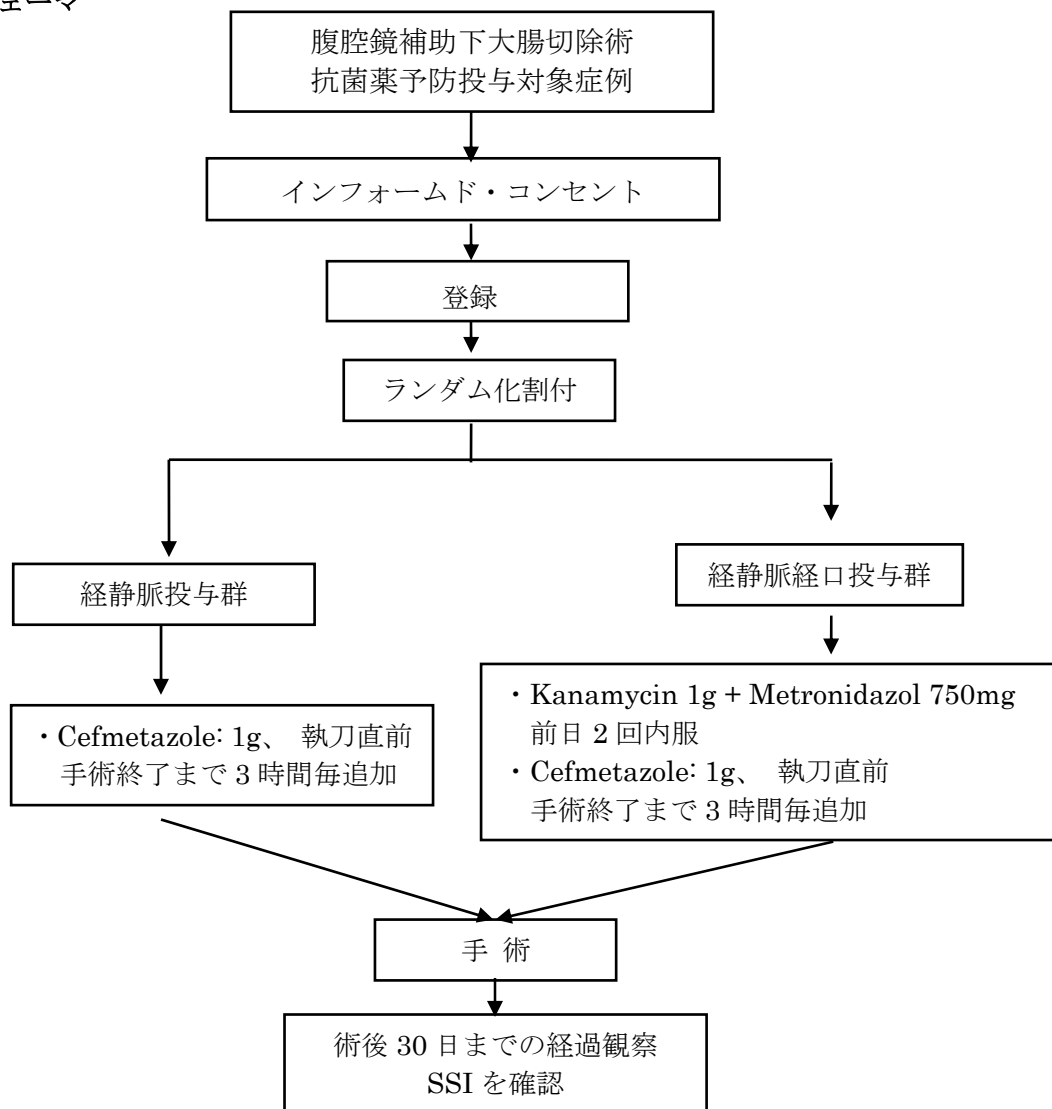 ェーマ
腹腔鏡補助下大腸切除術
抗菌薬予防投与対象症例
インフォームド・コンセント
登録
ランダム化割付
経静脈投与群
経静脈経口投与群
・Cefmetazole: 1g、 執刀直前
手術終了まで 3 時間毎追加
・Kanamycin 1g + Metronidazol 750mg
前日 2 回内服
・Cefmetazole: 1g、 執刀直前
手術終了まで 3 時間毎追加
手 術
術後 30 日までの経過観察
SSI を確認